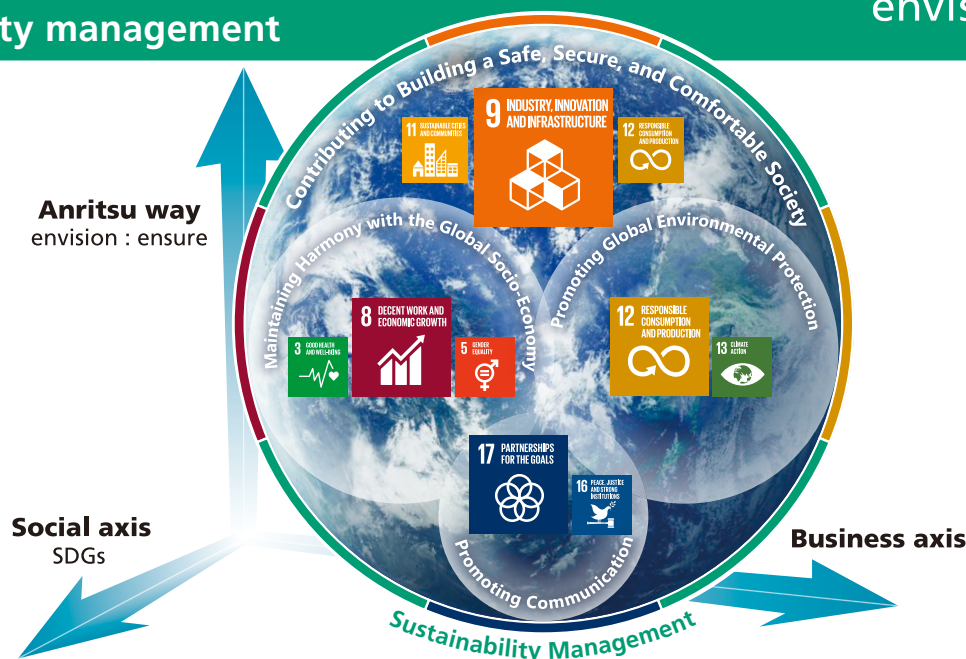 ty management
envis
Contributing to Building a Safe, Secure, and Comfortable Society
11 SUSTAINABLE CITIES
AND COMMUNITIES
9 INDUSTRY, INNOVATION
AND INFRASTRUCTURE
12 RESPONSIBLE
CONSUMPTION
AND PRODUCTION
Anritsu way
envision : ensure
Maintaining Harmony with the Global Socio-Economy
3 GOOD HEALTH
AND WELL-BEING
8 DECENT WORK AND
ECONOMIC GROWTH
5 GENDER
EQUALITY
Promoting Global Environmental Protection
12 RESPONSIBLE
CONSUMPTION
AND PRODUCTION
13 CLIMATE
ACTION
17 PARTNERSHIPS
FOR THE GOALS
16 PEACE, JUSTICE
AND STRONG
INSTITUTIONS
Promoting Communication
Social axis
SDGs
Business axis
Sustainability Management